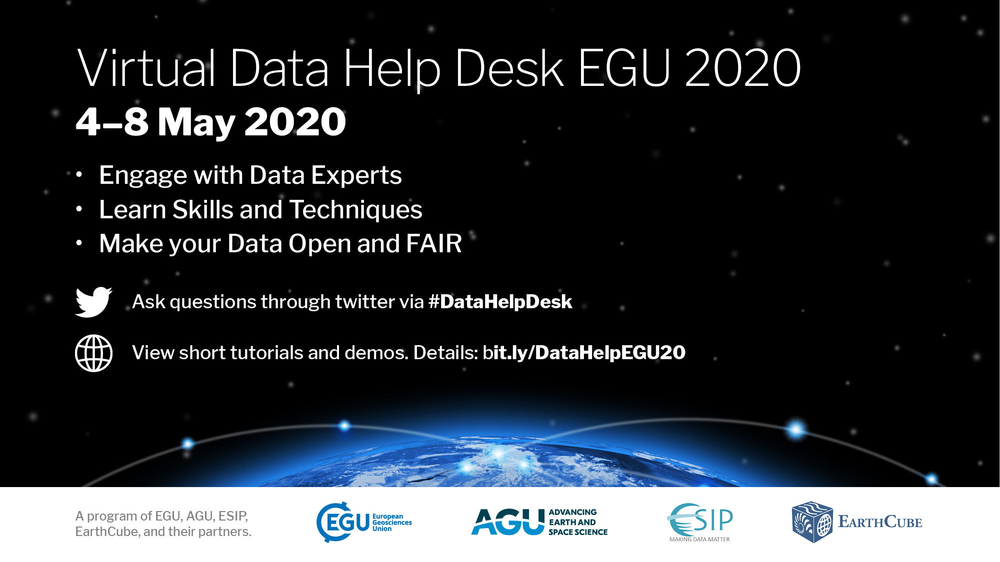 Virtual Data Help Desk EGU 2020
4–8 May 2020
• Engage with Data Experts
• Learn Skills and Techniques
• Make your Data Open and FAIR
Ask questions through twitter via #DataHelpDesk
View short tutorials and demos. Details: bit.ly/DataHelpEGU20
A program of EGU, AGU, ESIP,
EarthCube, and their partners.
EGU
European
Geosciences
Union
AGU
ADVANCING
EARTH AND
SPACE SCIENCE
ESIP
MAKING DATA MATTER
EARTHCUBE